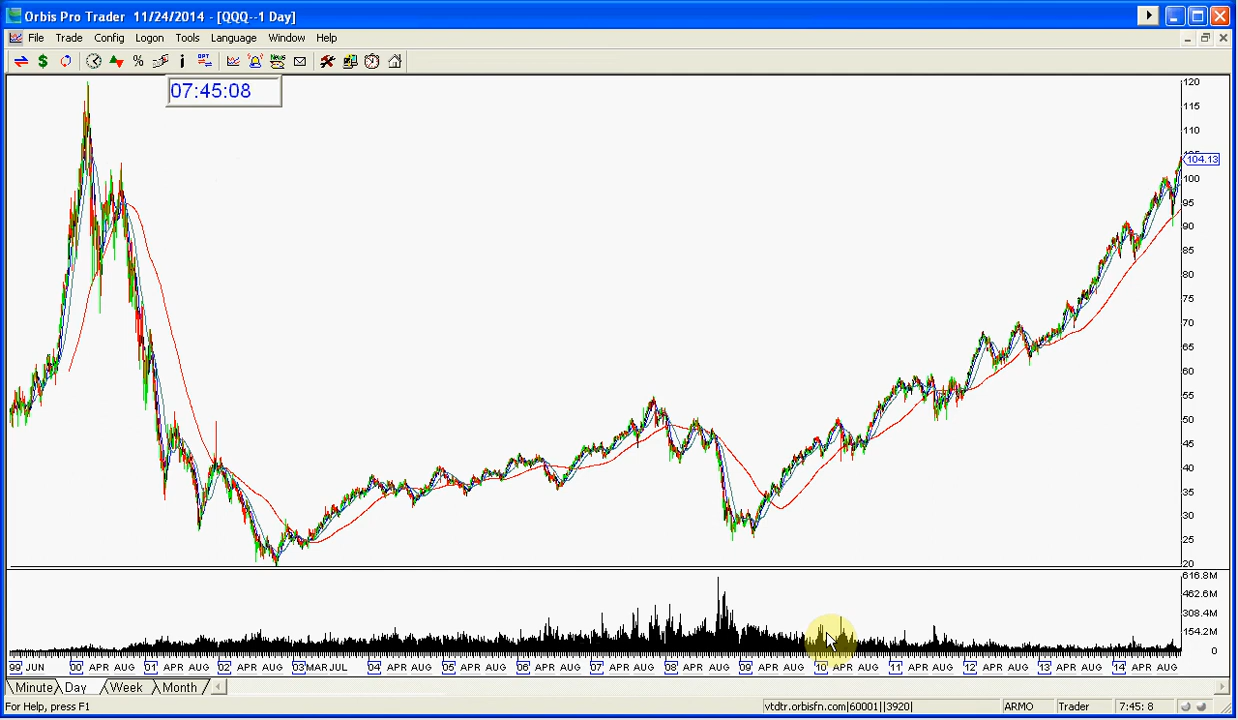 Orbis Pro Trader 11/24/2014 - [QQQ--1 Day]
File Trade Config Logon Tools Language Window Help
$ % i OPT News
07:45:08
120
115
110
105
104.13
100
95
90
85
80
75
70
65
60
55
50
45
40
35
30
25
20
616.8M
462.6M
308.4M
154.2M
0
99 JUN 00 APR AUG 01 APR AUG 02 APR AUG 03 MAR JUL 04 APR AUG 05 APR AUG 06 APR AUG 07 APR AUG 08 APR AUG 09 APR AUG 10 APR AUG 11 APR AUG 12 APR AUG 13 APR AUG 14 APR AUG
Minute Day Week Month
For Help, press F1 vtdtr.orbisfn.com|60001||3920| ARMO Trader 7:45: 8